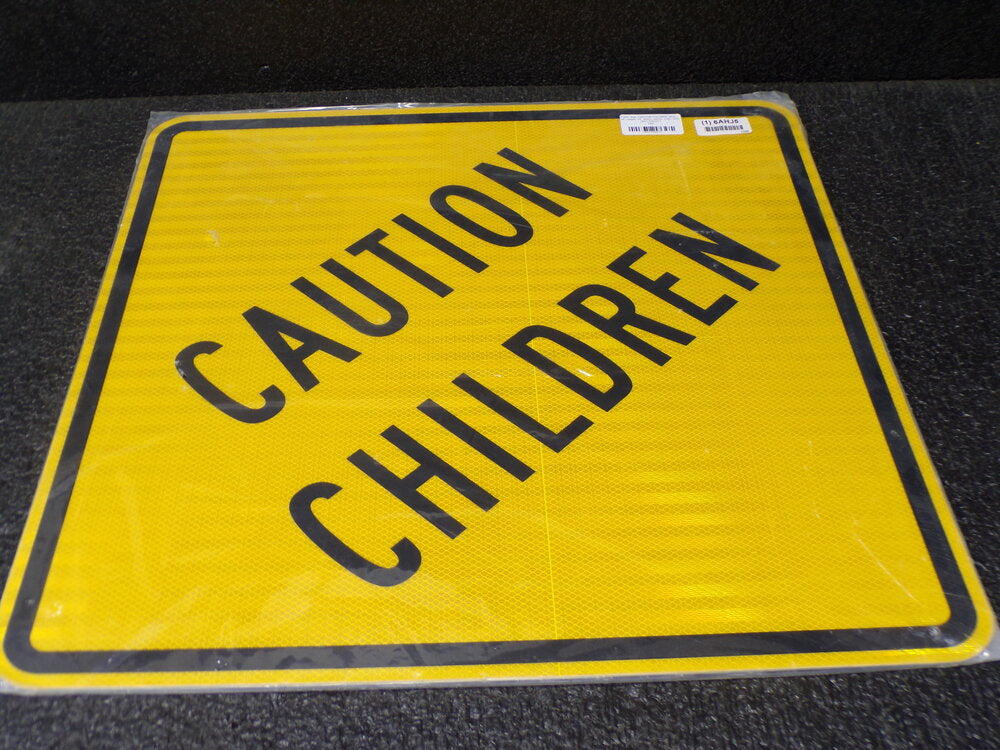 CAUTION
CHILDREN
(1) 6AHJ5